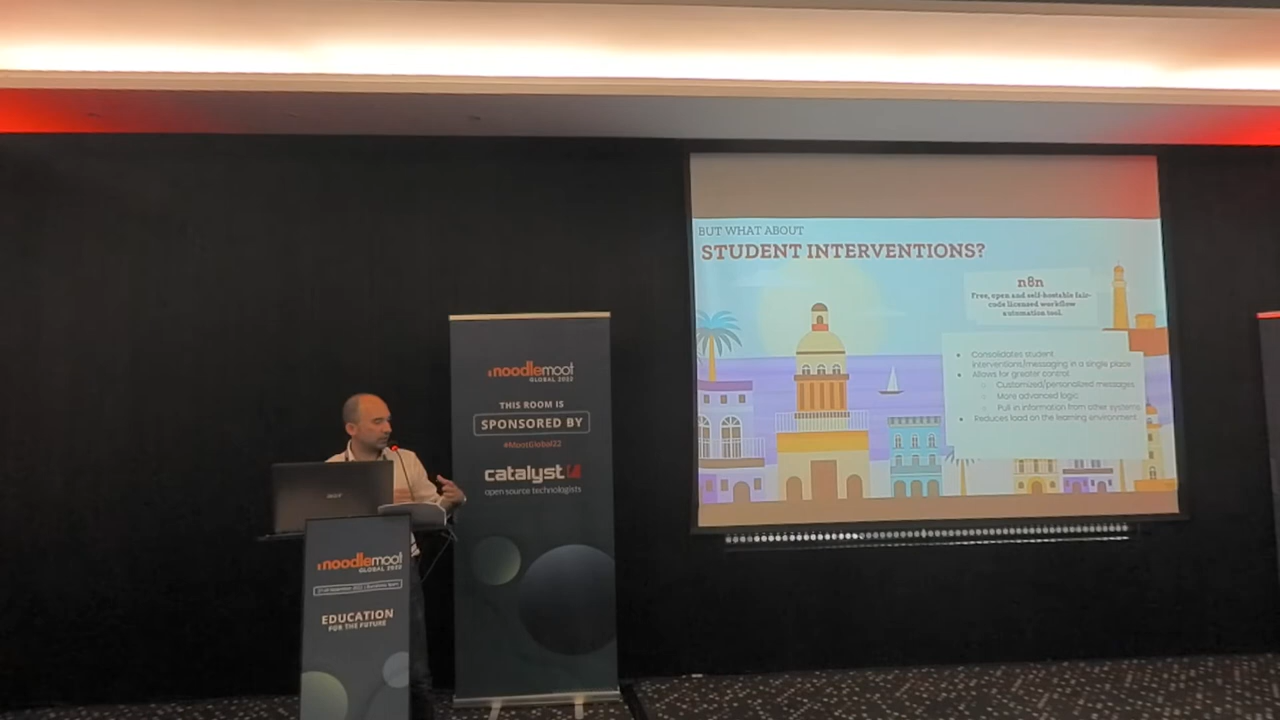 BUT WHAT ABOUT
STUDENT INTERVENTIONS?
n8n
Free, open and self-hostable fair-
code licensed workflow
automation tool.
Consolidates student
interventions/messaging in a single place
Allows for greater control
Customized/personalized messages
More advanced logic
Pull in information from other systems
Reduces load on the learning environment
noodlemoot
GLOBAL 2022
THIS ROOM IS
SPONSORED BY
#MootGlobal22
catalyst
open source technologists
acer
noodlemoot
GLOBAL 2022
EDUCATION
FOR THE FUTURE